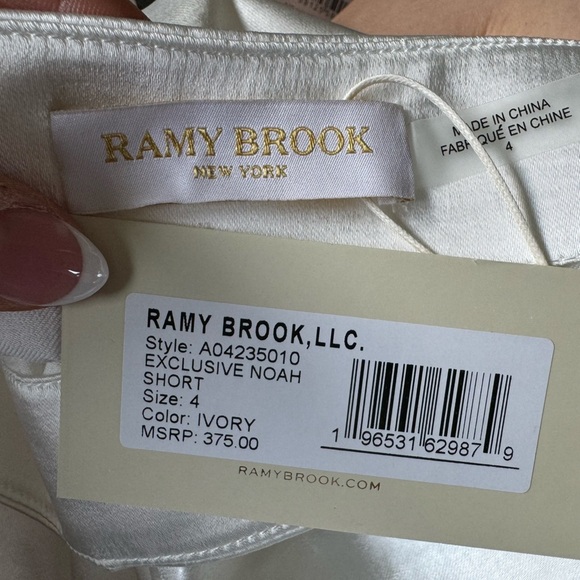 RAMY BROOK
NEW YORK
MADE IN CHINA
FABRIQUÉ EN CHINE
4
RAMY BROOK,LLC.
Style: A04235010
EXCLUSIVE NOAH
SHORT
Size: 4
Color: IVORY
MSRP: 375.00
1 96531 62987 9
RAMYBROOK.COM